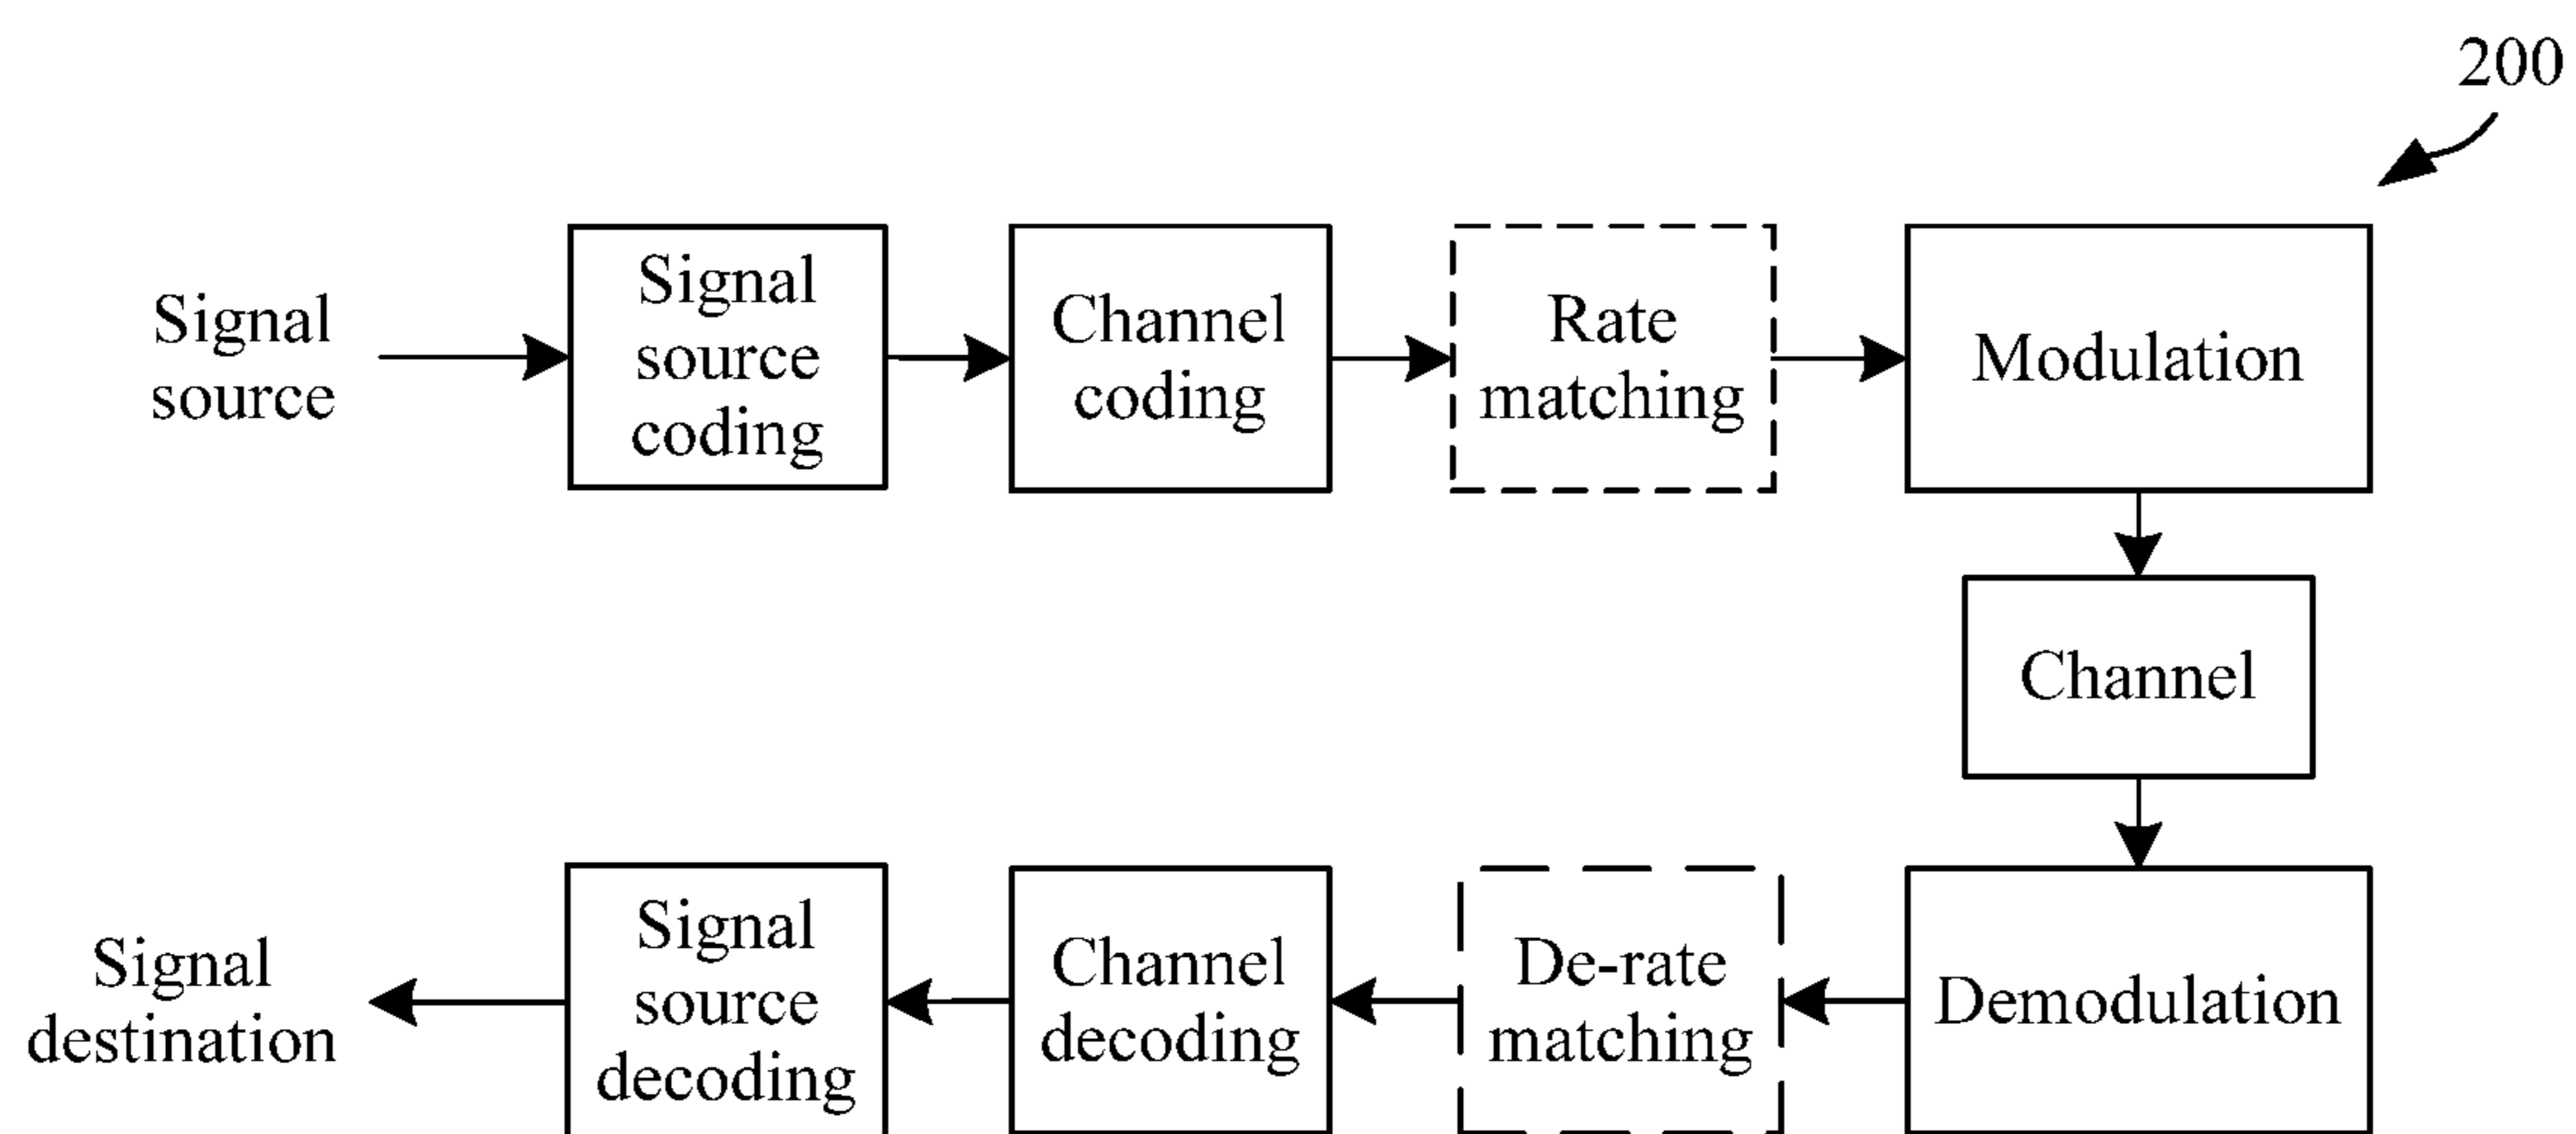 200
Signal
source
Signal
source
coding
Channel
coding
Rate
matching
Modulation
Channel
Signal
destination
Signal
source
decoding
Channel
decoding
De-rate
matching
Demodulation